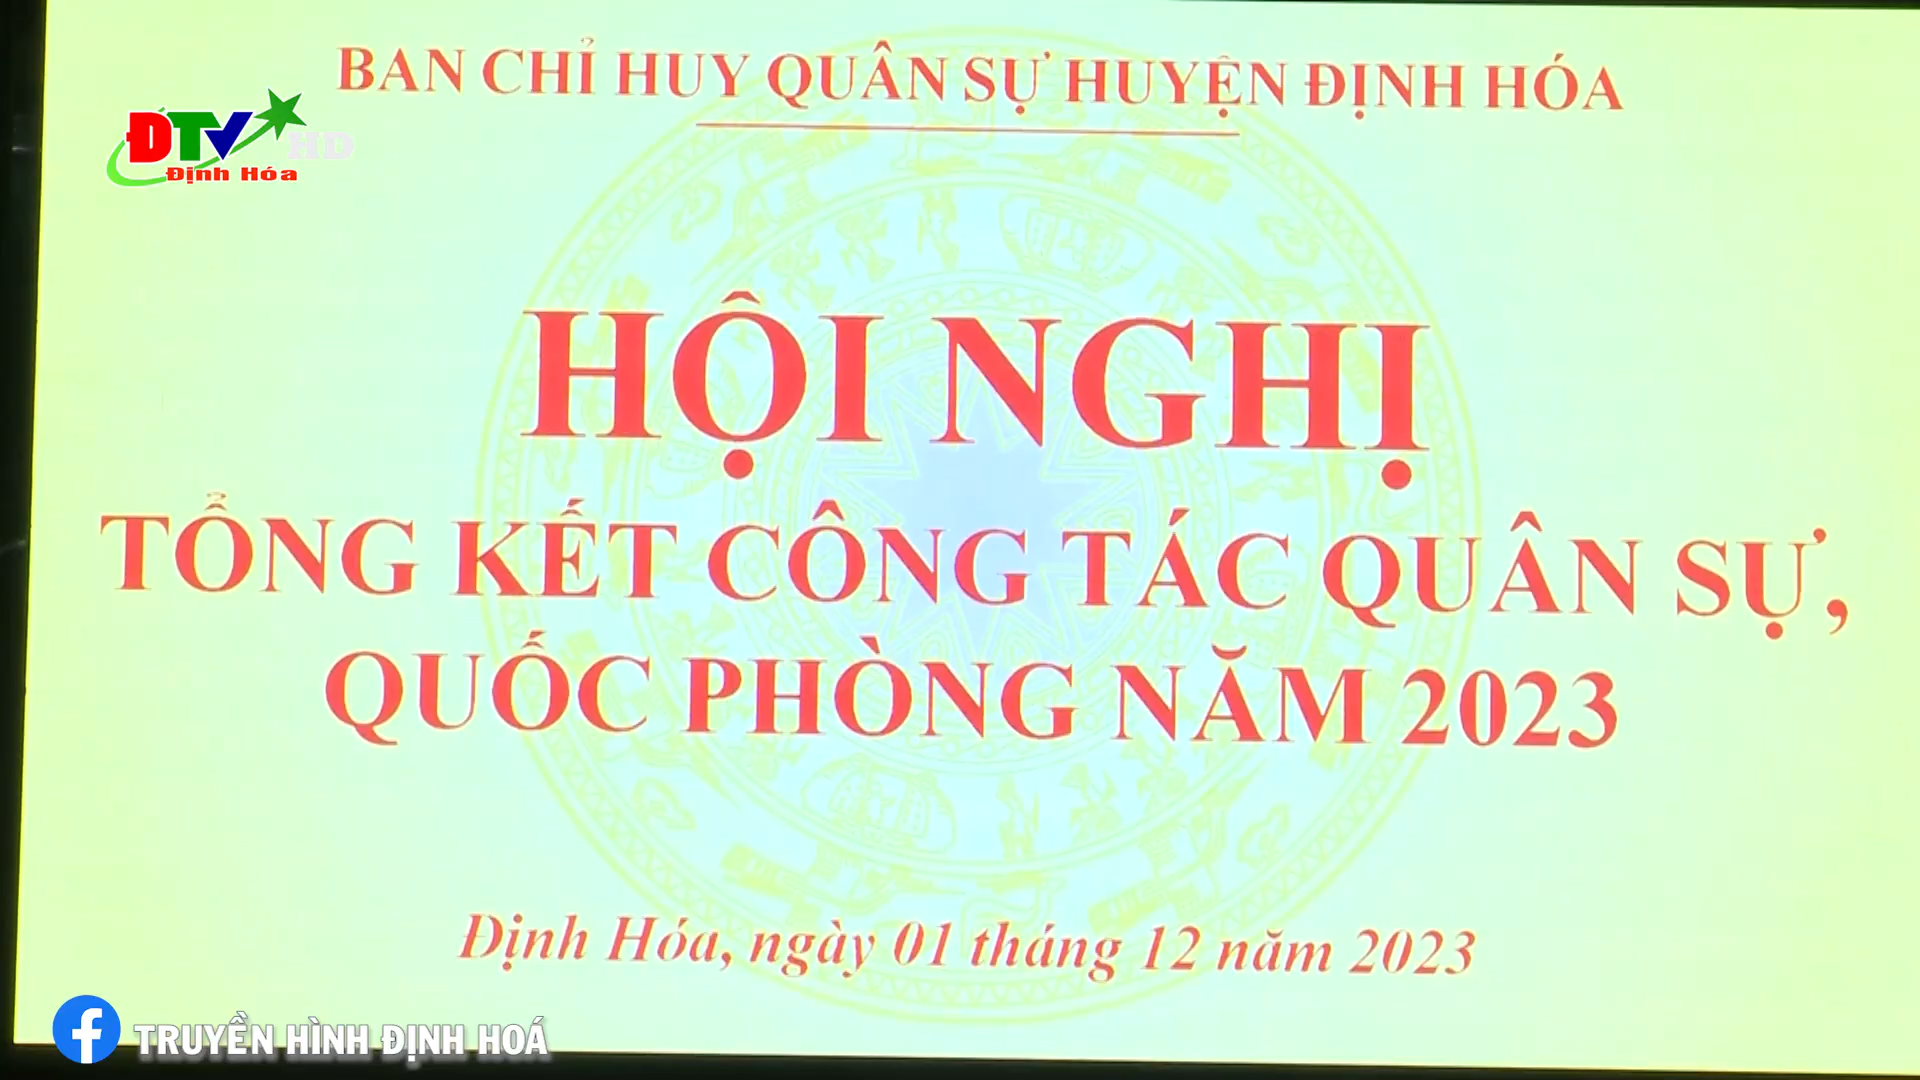 BAN CHỈ HUY QUÂN SỰ HUYỆN ĐỊNH HÓA
ĐTV HD
Định Hóa
HỘI NGHỊ
TỔNG KẾT CÔNG TÁC QUÂN SỰ,
QUỐC PHÒNG NĂM 2023
Định Hóa, ngày 01 tháng 12 năm 2023
TRUYỀN HÌNH ĐỊNH HOÁ